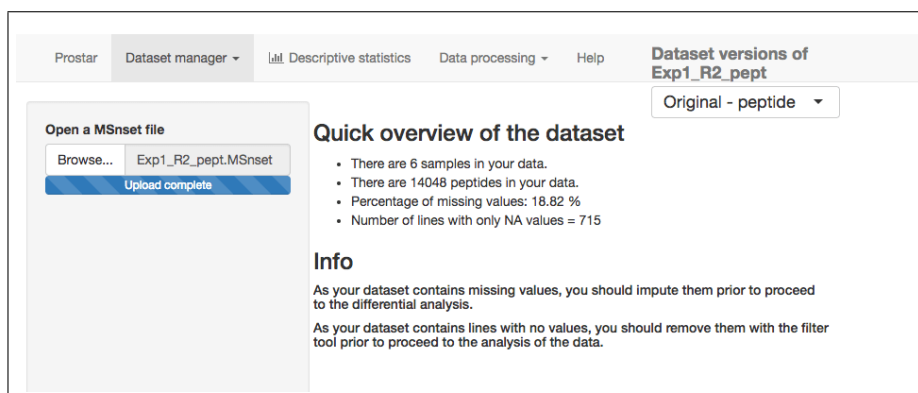 Prostar
Dataset manager
Descriptive statistics
Data processing
Help
Dataset versions of
Exp1_R2_pept
Original - peptide
Open a MSnset file
Browse... Exp1_R2_pept.MSnset
Upload complete
Quick overview of the dataset
• There are 6 samples in your data.
• There are 14048 peptides in your data.
• Percentage of missing values: 18.82 %
• Number of lines with only NA values = 715
Info
As your dataset contains missing values, you should impute them prior to proceed
to the differential analysis.
As your dataset contains lines with no values, you should remove them with the filter
tool prior to proceed to the analysis of the data.